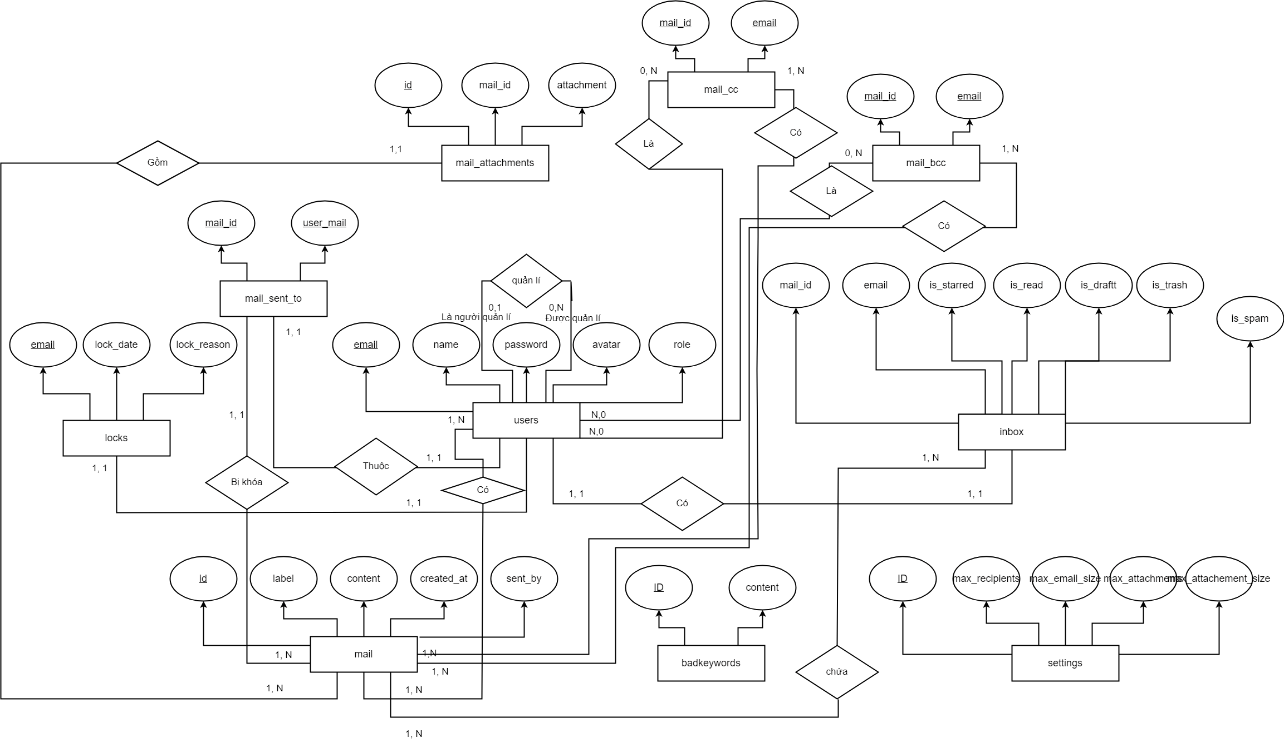 mail_id
email
0, N
1, N
mail_cc
id
mail_id
attachment
mail_id
email
Có
Là
1,1
0, N
1, N
Gồm
mail_attachments
mail_bcc
Là
mail_id
user_mail
Có
quản lí
mail_id
email
is_starred
is_read
is_draftt
is_trash
mail_sent_to
0,1
0,N
Là người quản lí
Được quản lí
is_spam
1, 1
email
lock_date
lock_reason
email
name
password
avatar
role
1, 1
1, N
users
N,0
N,0
locks
inbox
1, 1
Thuộc
1, 1
1, N
Bị khóa
Có
1, 1
1, 1
Có
1, 1
id
label
content
created_at
sent_by
ID
content
ID
max_recipients
max_email_size
max_attachments
max_attachement_size
1, N
mail
1,N
1, N
badkeywords
chứa
settings
1, N
1, N
1, N